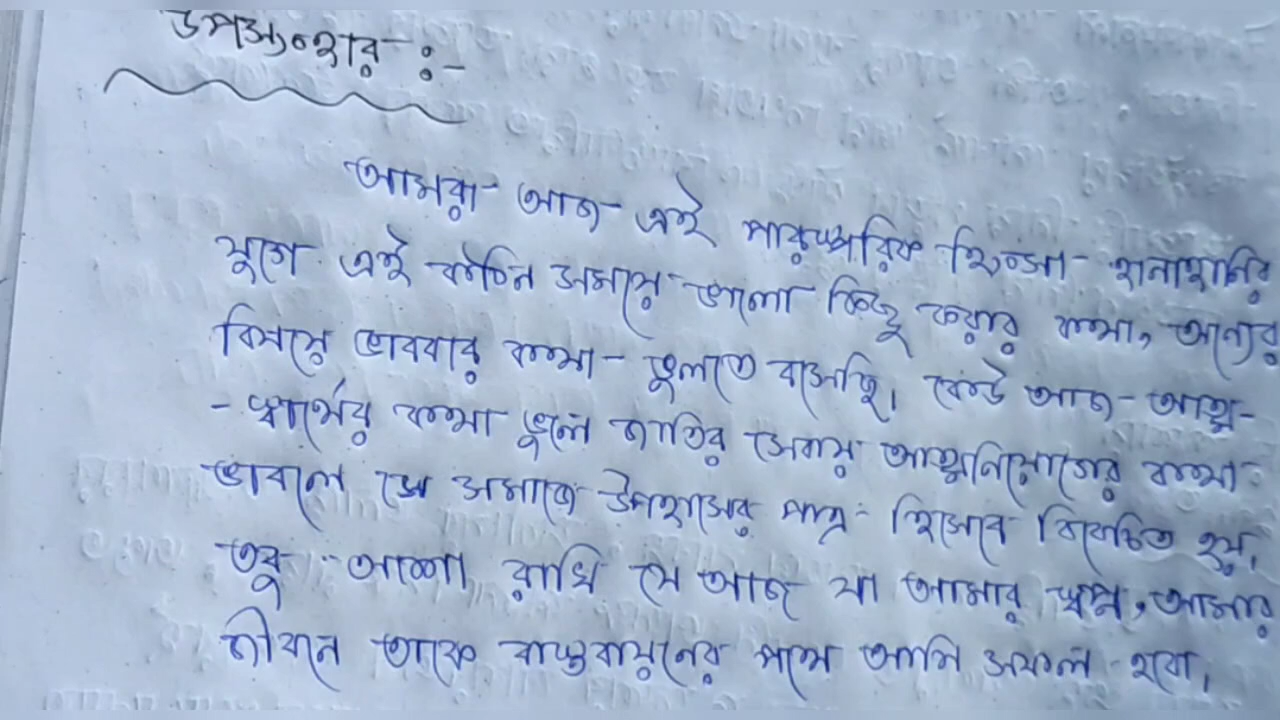 উপসংহার :-
আমরা আজ এই পারস্পরিক হিংসা হানাহানির
যুগে এই কঠিন সময়ে ভালো কিছু করার কথা, অন্যের
বিষয়ে ভাববার কথা ভুলতে বসেছি। কেউ আজ আত্ম-
- স্বার্থের কথা ভুলে জাতির সেবায় আত্মনিয়োগের কথা
ভাবলে সে সমাজে উপহাসের পাত্র হিসেবে বিবেচিত হয়।
তবু আশা রাখি যে আজ যা আমার স্বপ্ন, আমার
জীবনে তাকে বাস্তবায়নের পথে আমি সফল হবো।